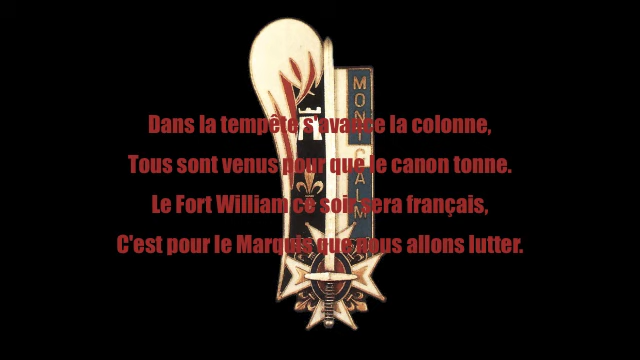 MONTCALM
Dans la tempête s'avance la colonne,
Tous sont venus pour que le canon tonne.
Le Fort William ce soir sera français,
C'est pour le Marquis que nous allons lutter.